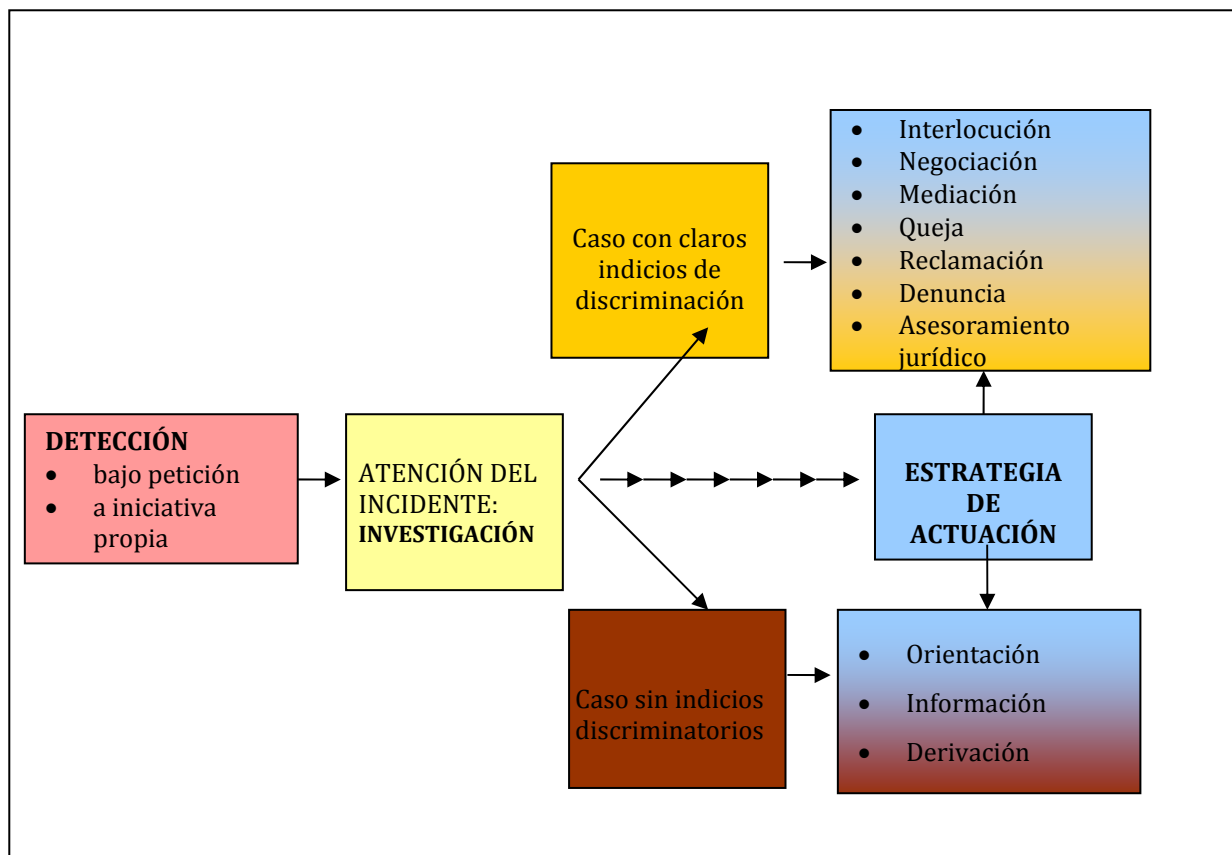 DETECCIÓN
• bajo petición
• a iniciativa
propia
ATENCIÓN DEL
INCIDENTE:
INVESTIGACIÓN
Caso con claros
indicios de
discriminación
• Interlocución
• Negociación
• Mediación
• Queja
• Reclamación
• Denuncia
• Asesoramiento
jurídico
ESTRATEGIA
DE
ACTUACIÓN
Caso sin indicios
discriminatorios
• Orientación
• Información
• Derivación